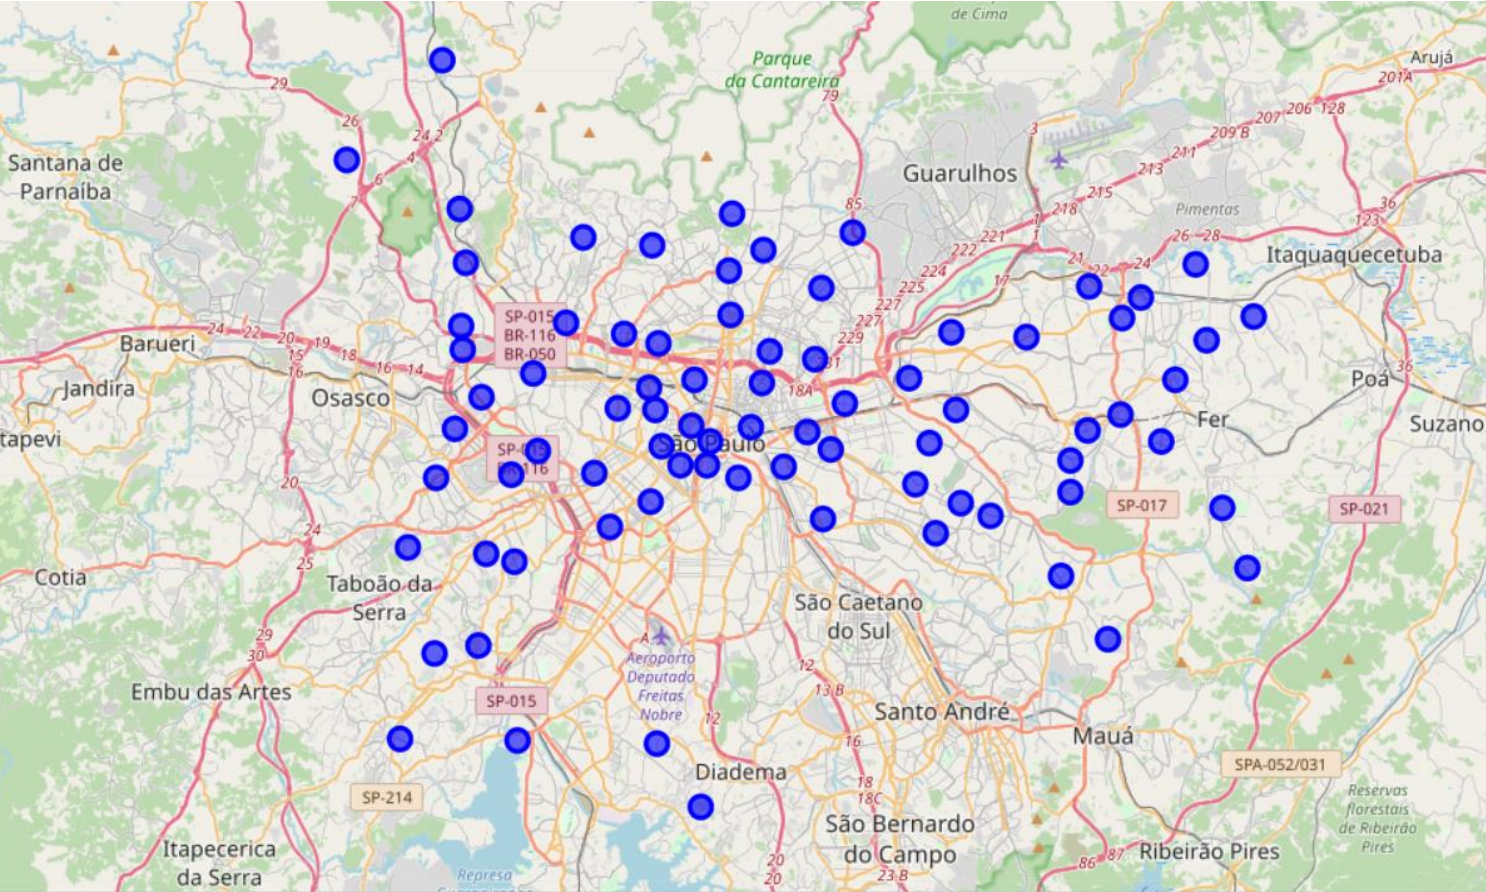 de Cima
Parque
da Cantareira
Arujá
201A
29
79
206
128
207
26
24
2
3
209 B
211
Santana de
Parnaíba
4
6
213
Guarulhos
215
7
85
218
36
Pimentas
123
1
221
26
28
1
222
Itaquaquecetuba
21
22
24
224
17
225
227
SP-015
BR-116
BR-050
227
24
22
20
19
229
Barueri
15
18
16
14
16
31
36
Jandira
18A
Poá
Osasco
Fer
Suzano
tapevi
São Paulo
SP-015
BR-116
20
SP-017
SP-021
24
25
Cotia
Taboão da
Serra
São Caetano
do Sul
29
A
30
Aeroporto
Deputado
Freitas
Nobre
12
13 B
Embu das Artes
SP-015
Santo André
12
Mauá
16
SPA-052/031
Diadema
SP-214
18
18C
Reservas
florestais
de Ribeirão
Pires
São Bernardo
do Campo
Itapecerica
da Serra
86
87
Ribeirão Pires
20
20
23 B
Represa